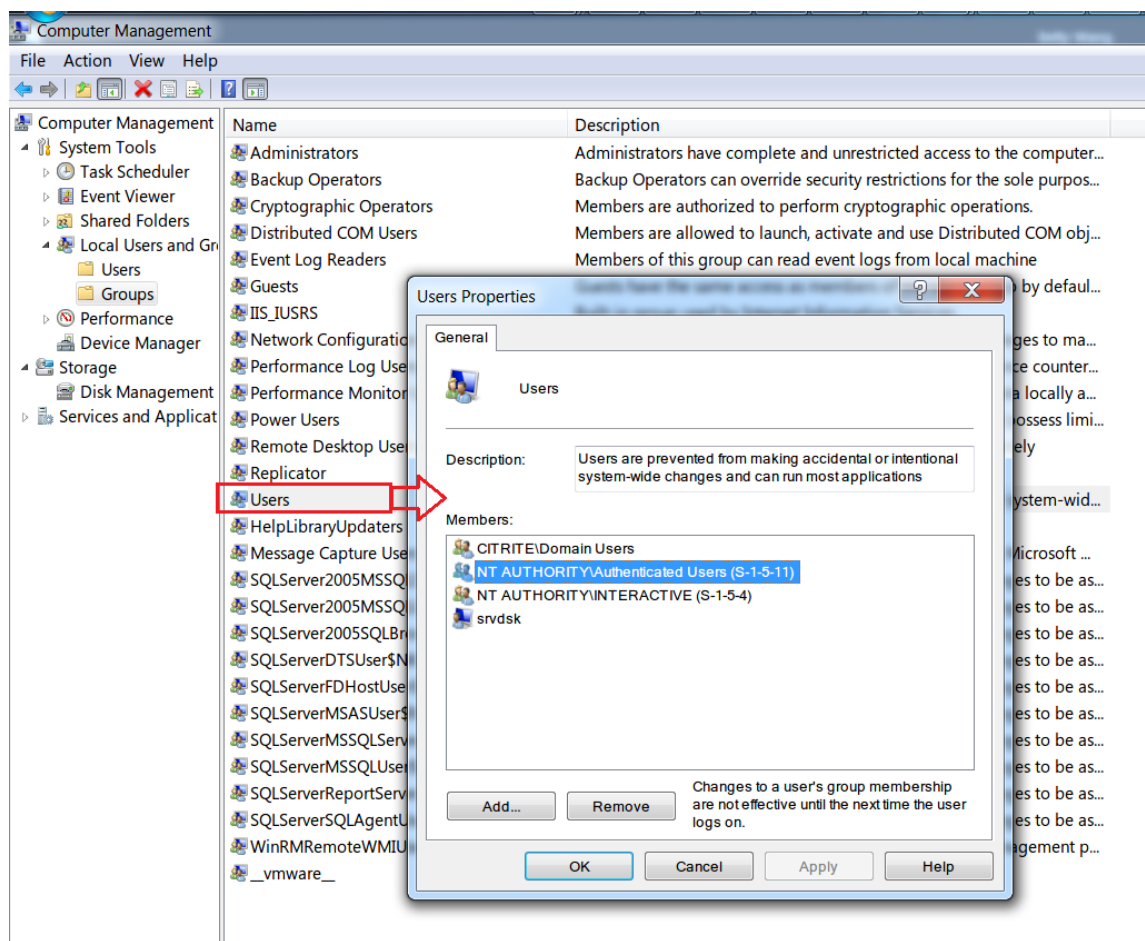 Computer Management
File Action View Help
Computer Management
System Tools
Task Scheduler
Event Viewer
Shared Folders
Local Users and Gr
Users
Groups
Performance
Device Manager
Storage
Disk Management
Services and Applicat
Name Description
Administrators Administrators have complete and unrestricted access to the computer...
Backup Operators Backup Operators can override security restrictions for the sole purpos...
Cryptographic Operators Members are authorized to perform cryptographic operations.
Distributed COM Users Members are allowed to launch, activate and use Distributed COM obj...
Event Log Readers Members of this group can read event logs from local machine
Guests by defaul...
IIS_IUSRS
Network Configuratio ges to ma...
Performance Log Use ce counter...
Performance Monitor a locally a...
Power Users ossess limi...
Remote Desktop Use ely
Replicator
Users ystem-wid...
HelpLibraryUpdaters
Message Capture Use Microsoft ...
SQLServer2005MSSQ es to be as...
SQLServer2005MSSQ es to be as...
SQLServer2005SQLBr es to be as...
SQLServerDTSUser$N es to be as...
SQLServerFDHostUse es to be as...
SQLServerMSASUser$ es to be as...
SQLServerMSSQLServ es to be as...
SQLServerMSSQLUse es to be as...
SQLServerReportServ es to be as...
SQLServerSQLAgentU es to be as...
WinRMRemoteWMIU agement p...
__vmware__
Users Properties
General
Users
Description: Users are prevented from making accidental or intentional
system-wide changes and can run most applications
Members:
CITRITE\Domain Users
NT AUTHORITY\Authenticated Users (S-1-5-11)
NT AUTHORITY\INTERACTIVE (S-1-5-4)
srvdsk
Add... Remove
Changes to a user's group membership
are not effective until the next time the user
logs on.
OK Cancel Apply Help